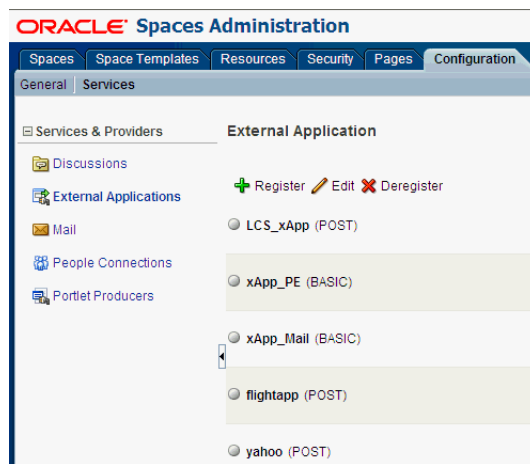 ORACLE Spaces Administration
Spaces Space Templates Resources Security Pages Configuration
General Services
Services & Providers
Discussions
External Applications
Mail
People Connections
Portlet Producers
External Application
Register Edit Deregister
LCS_xApp (POST)
xApp_PE (BASIC)
xApp_Mail (BASIC)
flightapp (POST)
yahoo (POST)